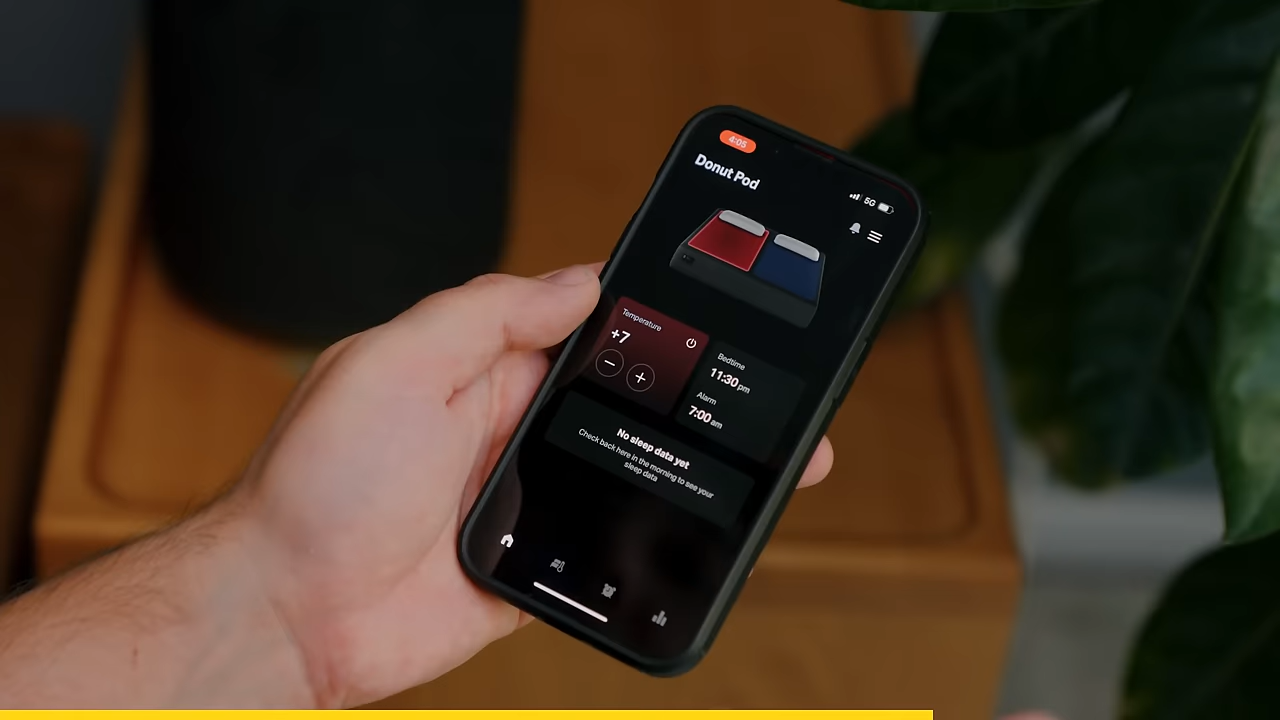 4:05
5G
Donut Pod
Temperature
+7
Bedtime
11:30 pm
Alarm
7:00 am
No sleep data yet
Check back here in the morning to see your
sleep data